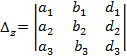 Δz = |a1 b1 d1|
|a2 b2 d2|
|a3 b3 d3|